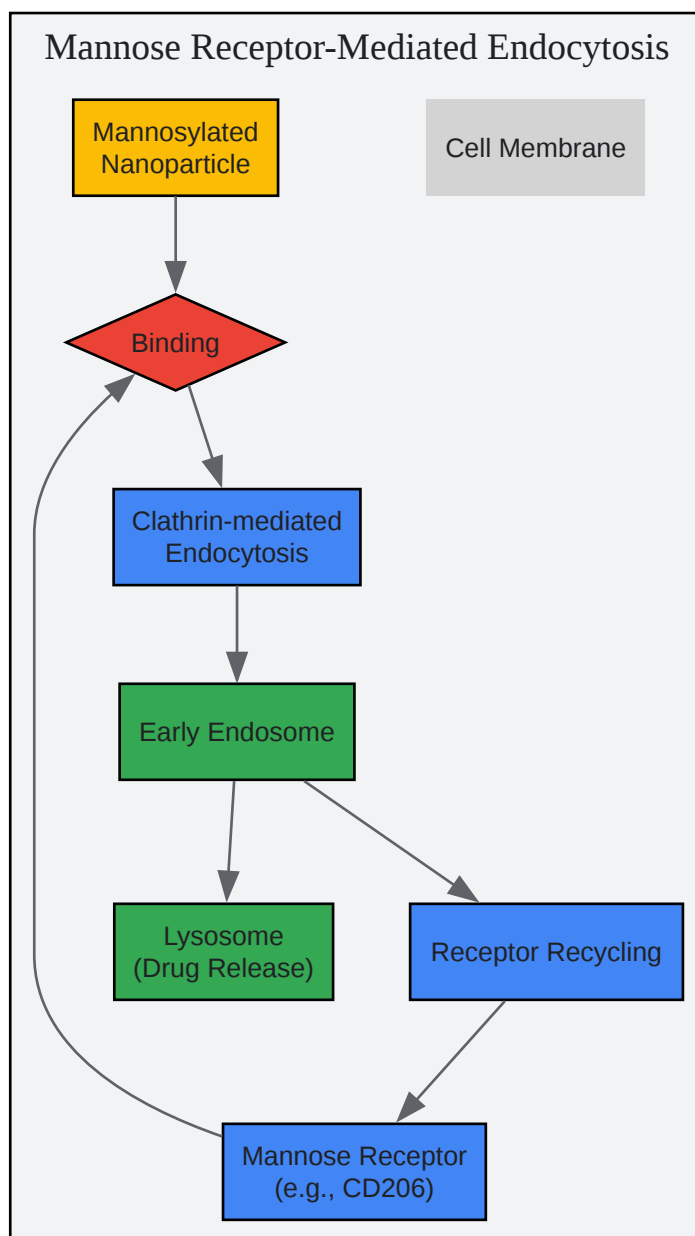 Mannose Receptor-Mediated Endocytosis
Mannosylated
Nanoparticle
Cell Membrane
Binding
Clathrin-mediated
Endocytosis
Early Endosome
Lysosome
(Drug Release)
Receptor Recycling
Mannose Receptor
(e.g., CD206)